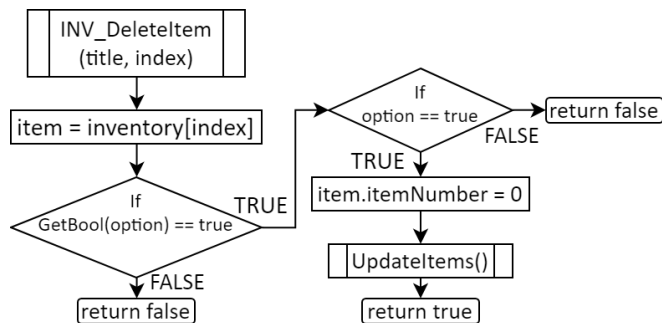 INV_DeleteItem
(title, index)
item = inventory[index]
If
GetBool(option) == true
TRUE
FALSE
return false
If
option == true
FALSE
return false
TRUE
item.itemNumber = 0
UpdateItems()
return true